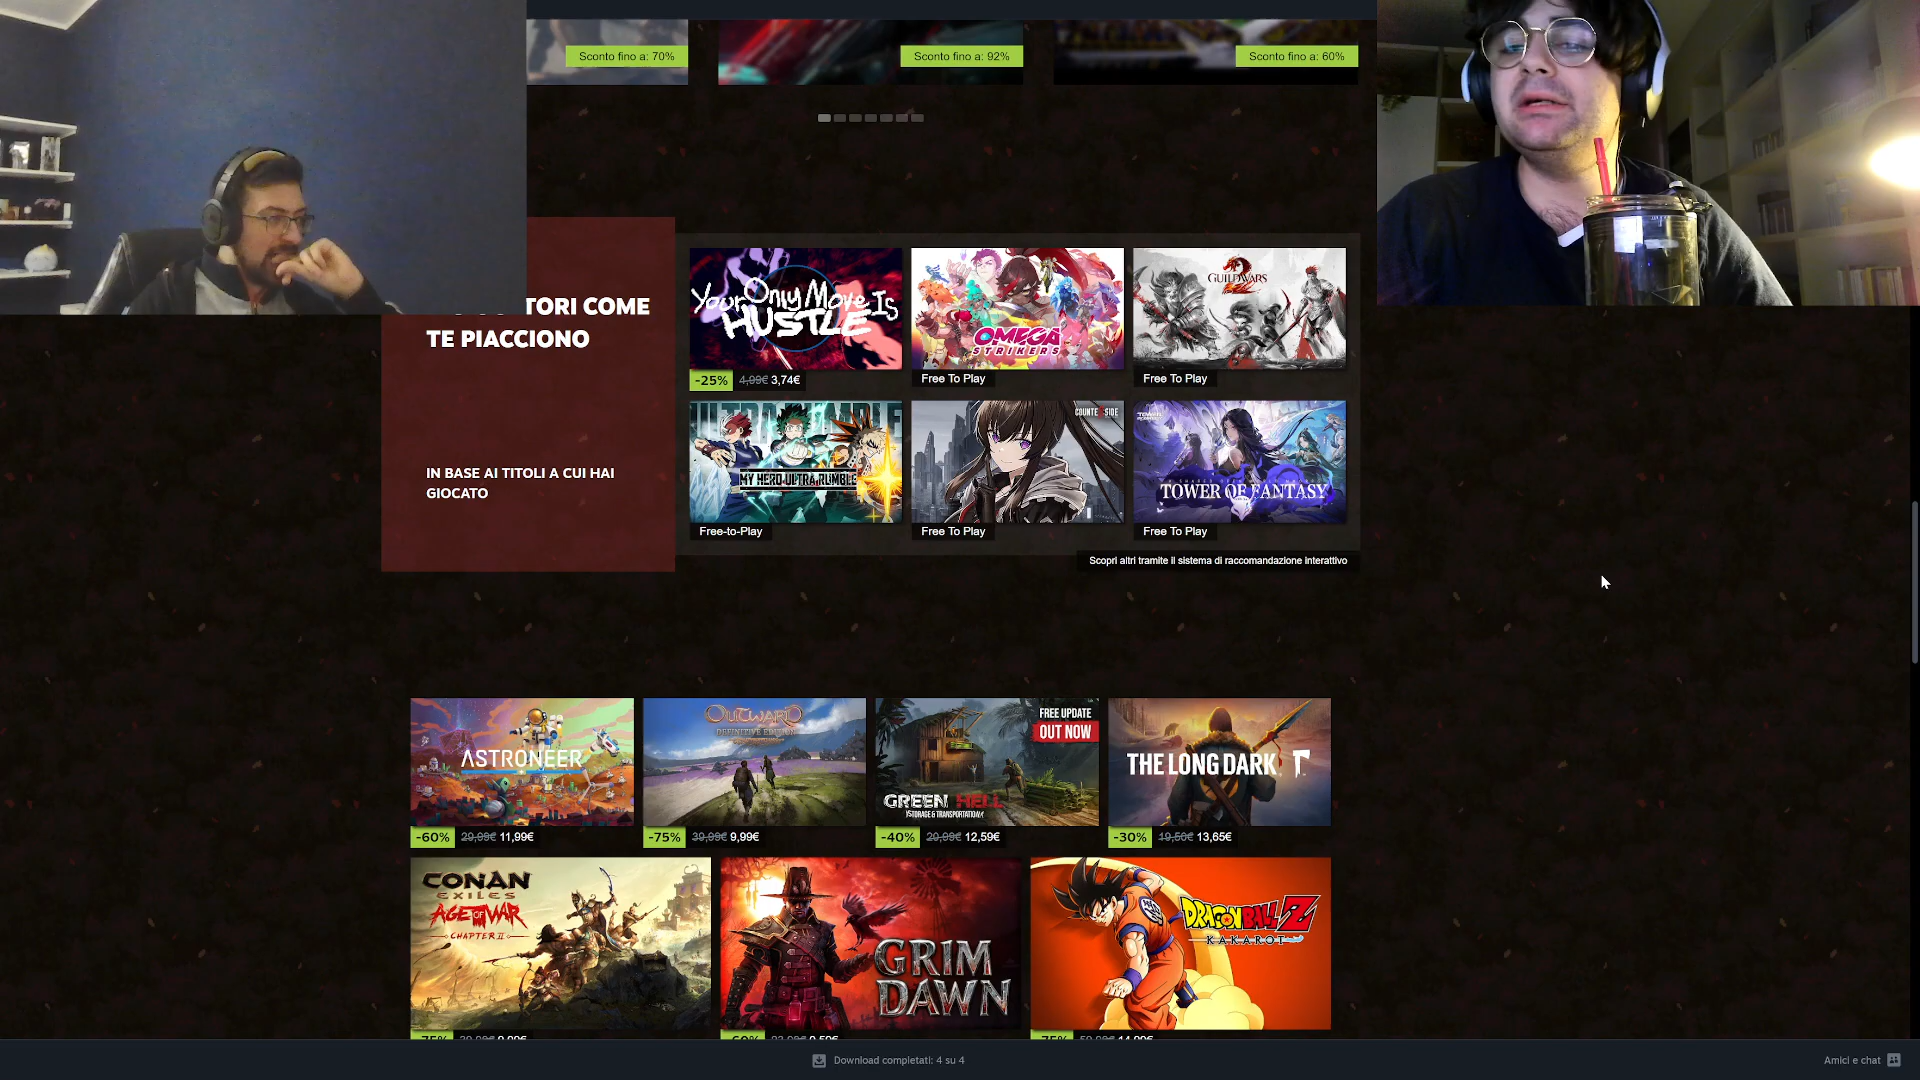 Sconto fino a: 70%
Sconto fino a: 92%
Sconto fino a: 60%
TORI COME
TE PIACCIONO
IN BASE AI TITOLI A CUI HAI
GIOCATO
Your Only Move Is
HUSTLE
-25% 4,99€ 3,74€
OMEGA
STRIKERS
Free To Play
GUILD WARS
2
Free To Play
MY HERO ULTRA RUMBLE
Free-to-Play
COUNTER:SIDE
Free To Play
TOWER OF FANTASY
Free To Play
Scopri altri tramite il sistema di raccomandazione interattivo
ASTRONEER
-60% 29,99€ 11,99€
OUTWARD
DEFINITIVE EDITION
-75% 39,99€ 9,99€
FREE UPDATE
OUT NOW
GREEN HELL
STORAGE & TRANSPORTATION
-40% 20,99€ 12,59€
THE LONG DARK
-30% 19,50€ 13,65€
CONAN
EXILES
AGE OF WAR
CHAPTER II
GRIM
DAWN
DRAGON BALL Z
KAKAROT
Download completati: 4 su 4
Amici e chat